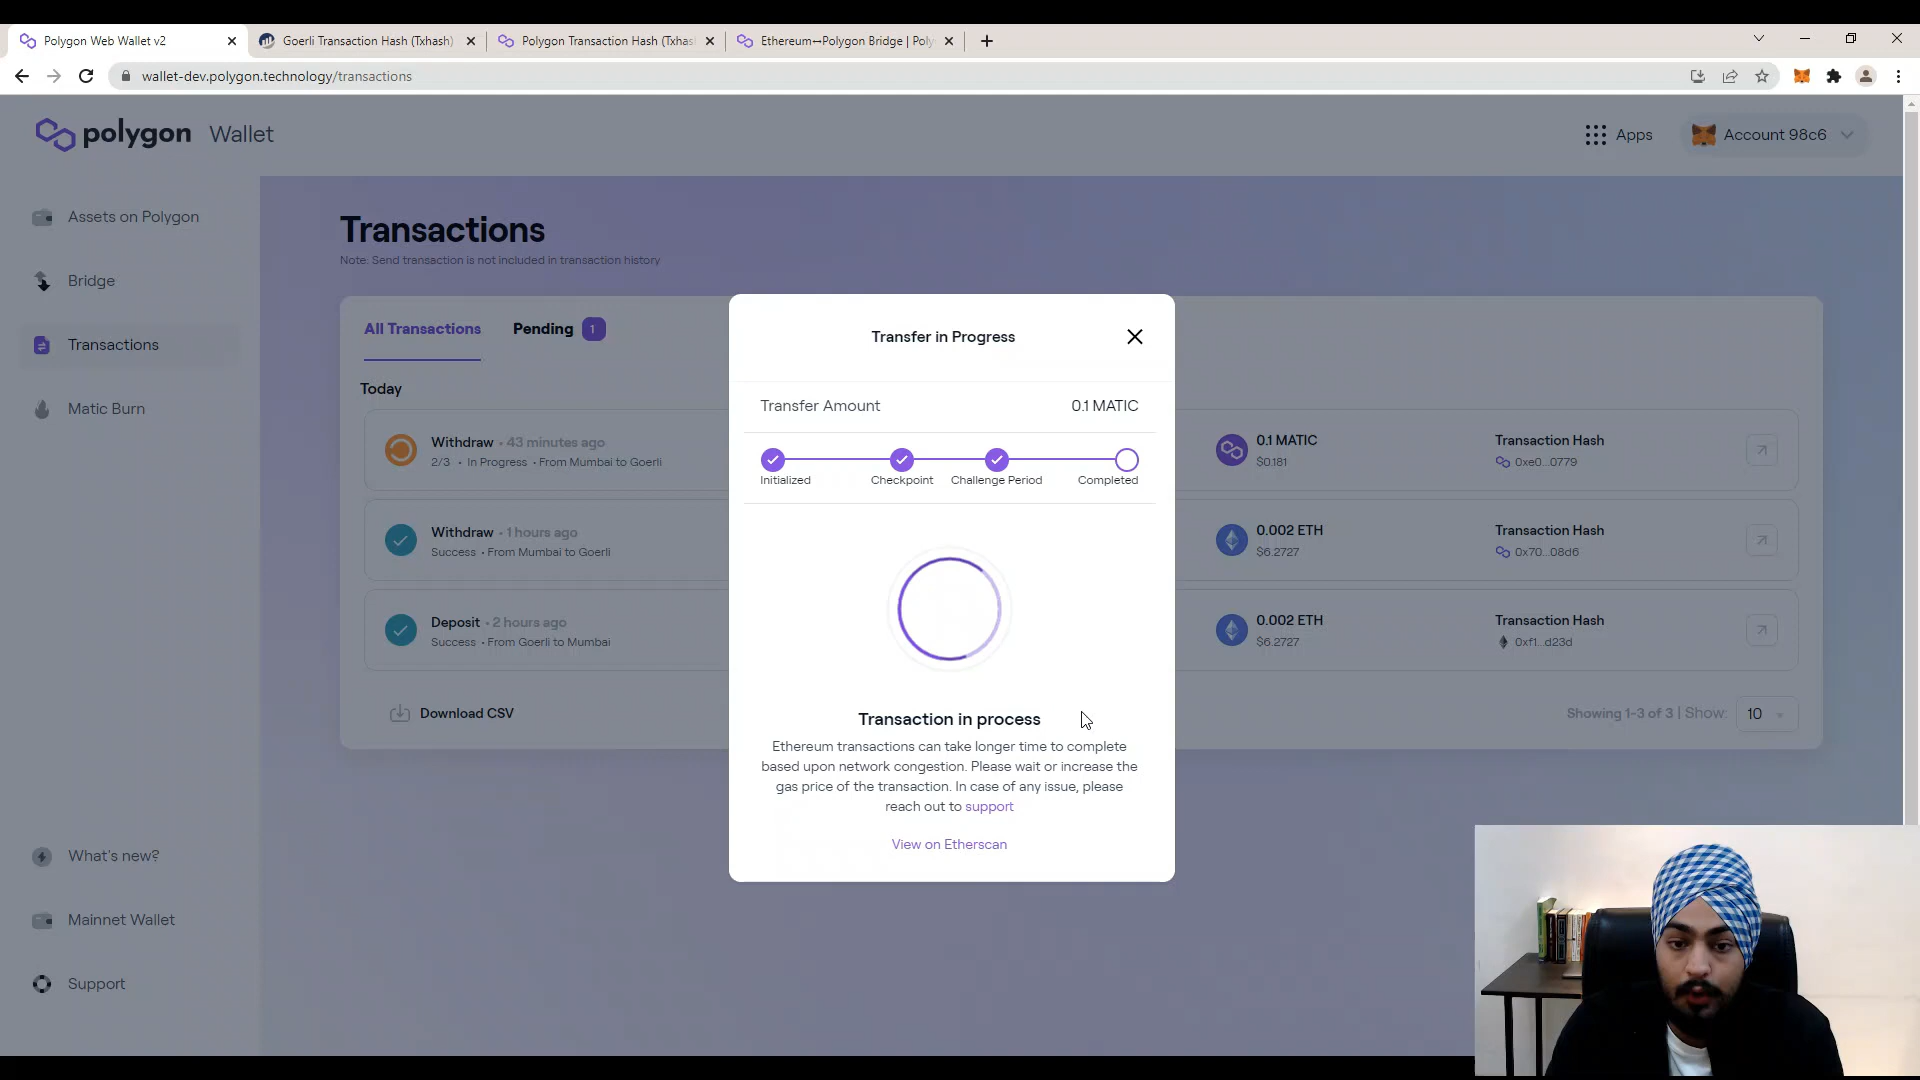 Polygon Web Wallet v2
Goerli Transaction Hash (Txhash)
Polygon Transaction Hash (Txhas
Ethereum↔Polygon Bridge | Poly
wallet-dev.polygon.technology/transactions
polygon Wallet
Apps
Account 98c6
Assets on Polygon
Bridge
Transactions
Matic Burn
What's new?
Mainnet Wallet
Support
Transactions
Note: Send transaction is not included in transaction history
All Transactions
Pending 1
Today
Withdraw • 43 minutes ago
2/3 • In Progress • From Mumbai to Goerli
0.1 MATIC
$0.181
Transaction Hash
0xe0...0779
Withdraw • 1 hours ago
Success • From Mumbai to Goerli
0.002 ETH
$6.2727
Transaction Hash
0x70...08d6
Deposit • 2 hours ago
Success • From Goerli to Mumbai
0.002 ETH
$6.2727
Transaction Hash
0xf1...d23d
Download CSV
Showing 1-3 of 3 | Show: 10
Transfer in Progress
Transfer Amount 0.1 MATIC
Initialized Checkpoint Challenge Period Completed
Transaction in process
Ethereum transactions can take longer time to complete
based upon network congestion. Please wait or increase the
gas price of the transaction. In case of any issue, please
reach out to support
View on Etherscan